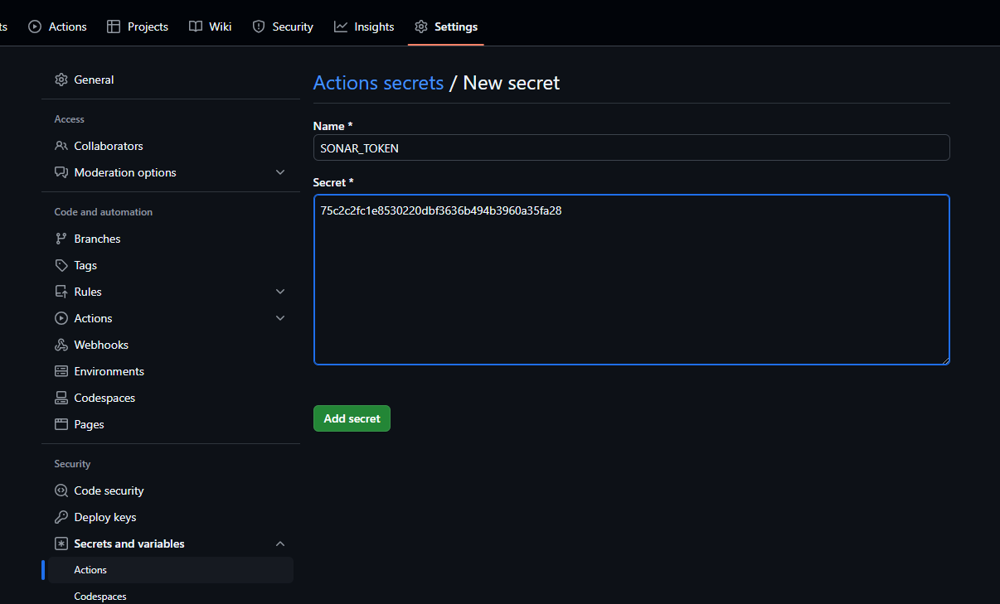 ts Actions Projects Wiki Security Insights Settings
General
Access
Collaborators
Moderation options
Code and automation
Branches
Tags
Rules
Actions
Webhooks
Environments
Codespaces
Pages
Security
Code security
Deploy keys
Secrets and variables
Actions
Codespaces
Actions secrets / New secret
Name *
SONAR_TOKEN
Secret *
75c2c2fc1e8530220dbf3636b494b3960a35fa28
Add secret